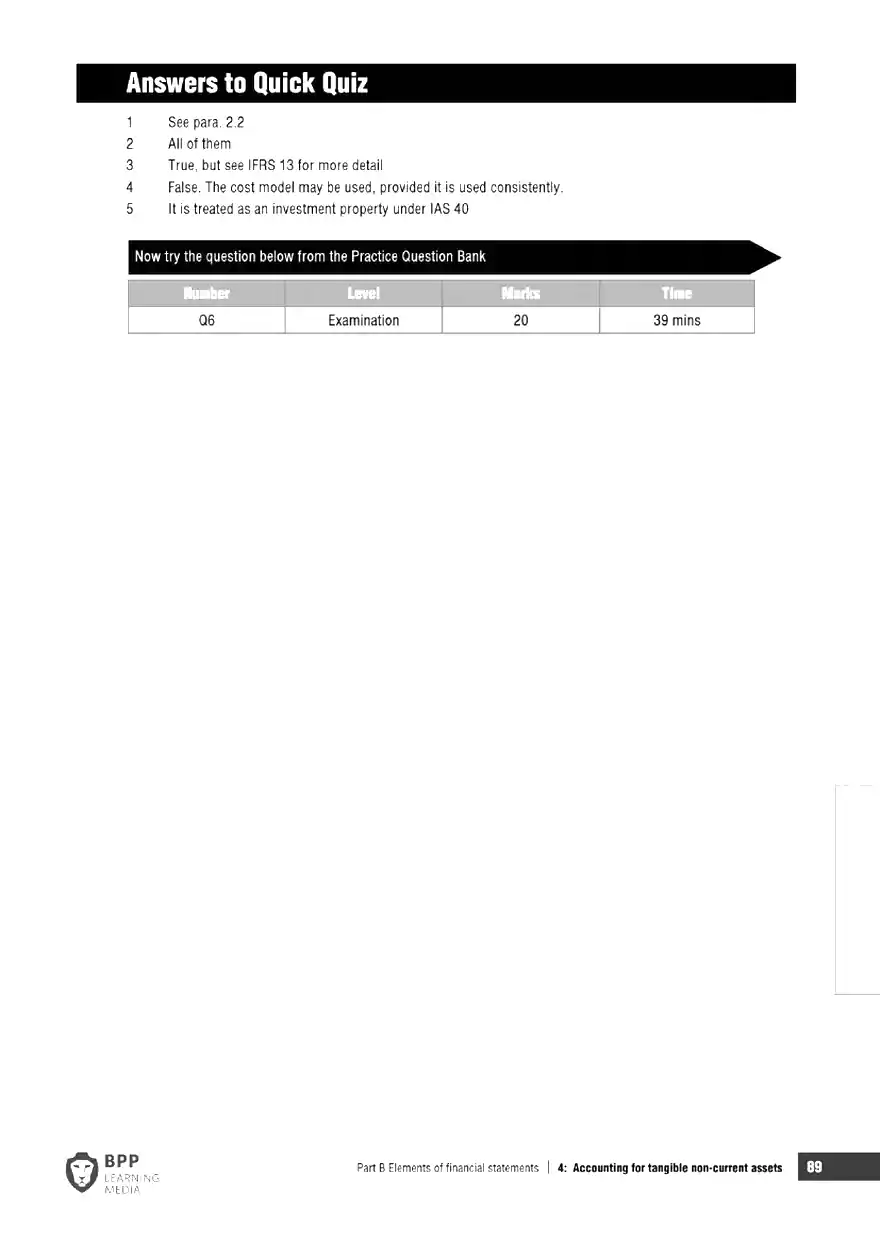 Answers to Quick Quiz
1 See para. 2.2
2 All of them
3 True, but see IFRS 13 for more detail
4 False. The cost model may be used, provided it is used consistently.
5 It is treated as an investment property under IAS 40
Now try the question below from the Practice Question Bank
Number Level Marks Time
Q6 Examination 20 39 mins
BPP
LEARNING
MEDIA
Part B Elements of financial statements | 4: Accounting for tangible non-current assets 89